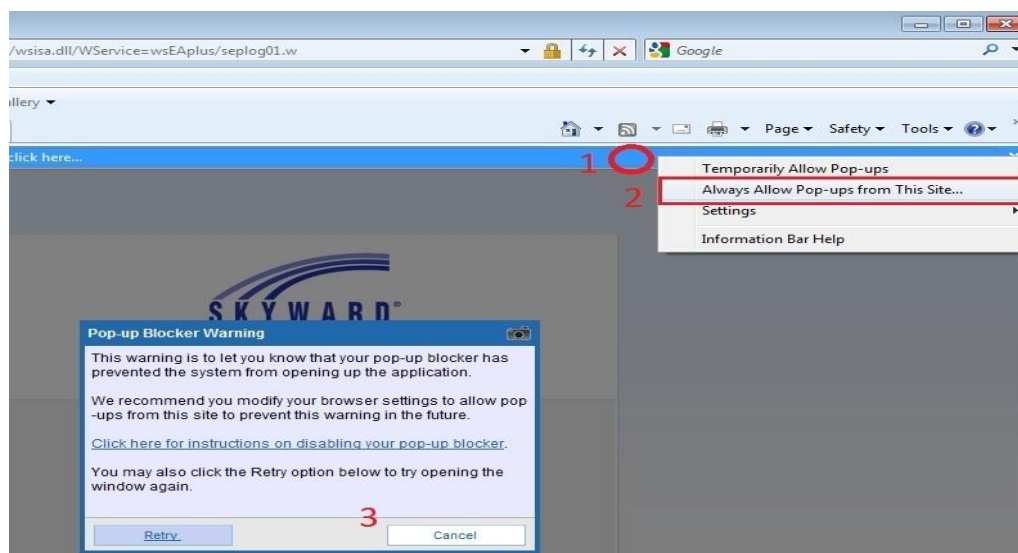 /wsisa.dll/WService=wsEAplus/seplog01.w
Google
llery
Page Safety Tools
click here...
1
Temporarily Allow Pop-ups
2
Always Allow Pop-ups from This Site...
Settings
Information Bar Help
SKYWARD®
Pop-up Blocker Warning
This warning is to let you know that your pop-up blocker has
prevented the system from opening up the application.
We recommend you modify your browser settings to allow pop
-ups from this site to prevent this warning in the future.
Click here for instructions on disabling your pop-up blocker.
You may also click the Retry option below to try opening the
window again.
3
Retry
Cancel